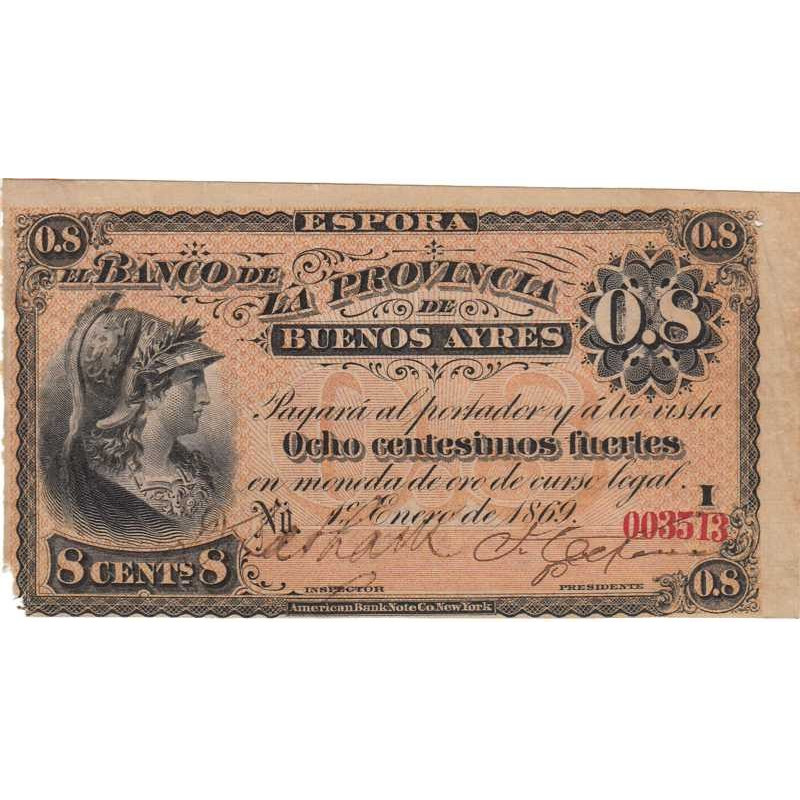 ESPORA
0.8 0.8
EL BANCO DE
LA PROVINCIA
DE
BUENOS AYRES
0.8
Pagará al portador y á la vista
Ocho centesimos fuertes
en moneda de oro de curso legal.
I
No.
1º Enero de 1869.
003513
8 CENTS 8
INSPECTOR
PRESIDENTE
0.8
American Bank Note Co. New York